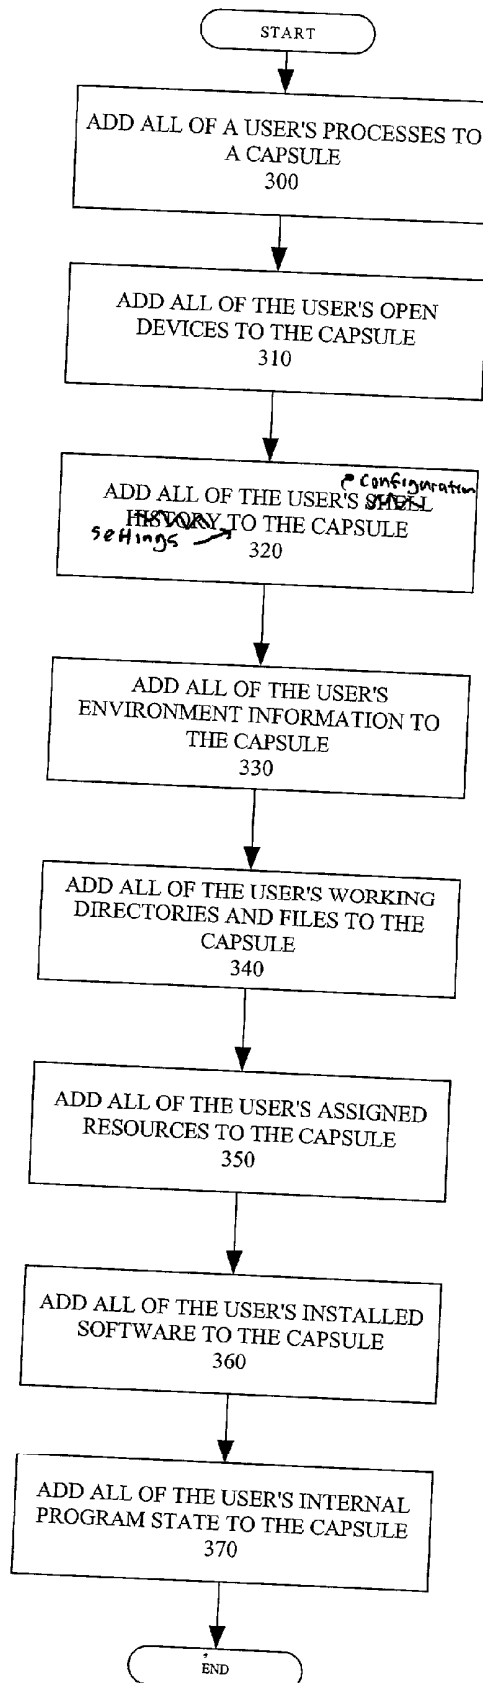 START
ADD ALL OF A USER'S PROCESSES TO
A CAPSULE
300
ADD ALL OF THE USER'S OPEN
DEVICES TO THE CAPSULE
310
configuration
ADD ALL OF THE USER'S SHELL
HISTORY TO THE CAPSULE
settings
320
ADD ALL OF THE USER'S
ENVIRONMENT INFORMATION TO
THE CAPSULE
330
ADD ALL OF THE USER'S WORKING
DIRECTORIES AND FILES TO THE
CAPSULE
340
ADD ALL OF THE USER'S ASSIGNED
RESOURCES TO THE CAPSULE
350
ADD ALL OF THE USER'S INSTALLED
SOFTWARE TO THE CAPSULE
360
ADD ALL OF THE USER'S INTERNAL
PROGRAM STATE TO THE CAPSULE
370
END